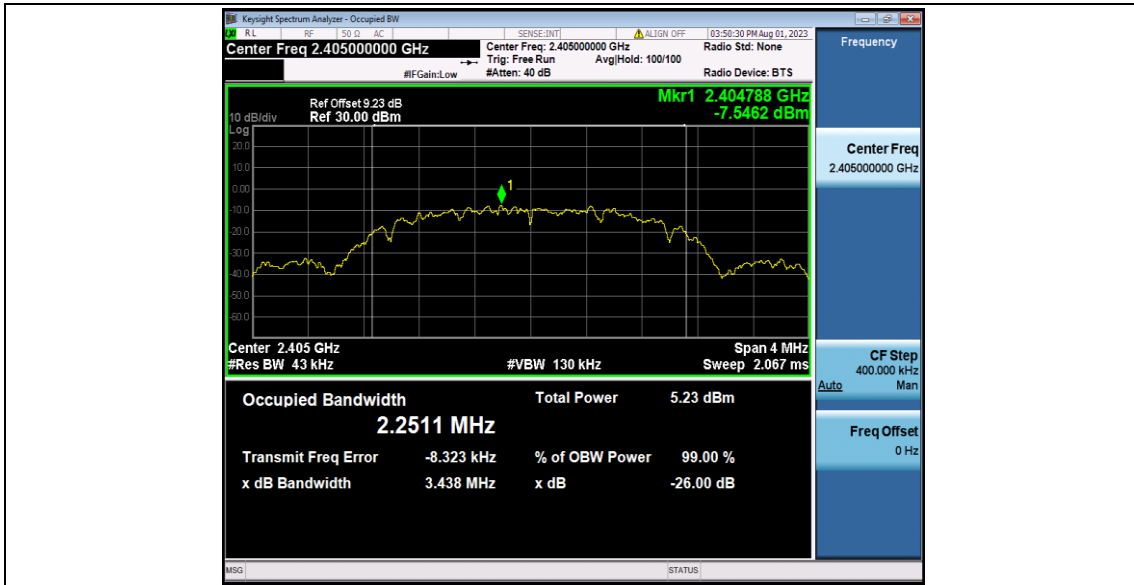 Keysight Spectrum Analyzer - Occupied BW
LXI RL RF 50 Ω AC SENSE:INT ALIGN OFF 03:50:30 PM Aug 01, 2023
Center Freq 2.405000000 GHz
Center Freq: 2.405000000 GHz
Radio Std: None
Trig: Free Run Avg|Hold: 100/100
#IFGain:Low #Atten: 40 dB Radio Device: BTS
Frequency
Mkr1 2.404788 GHz
-7.5462 dBm
Ref Offset 9.23 dB
10 dB/div Ref 30.00 dBm
Log
20.0
10.0
0.00
-10.0
-20.0
-30.0
-40.0
-50.0
-60.0
1
Center 2.405 GHz Span 4 MHz
#Res BW 43 kHz #VBW 130 kHz Sweep 2.067 ms
Occupied Bandwidth Total Power 5.23 dBm
2.2511 MHz
Transmit Freq Error -8.323 kHz % of OBW Power 99.00 %
x dB Bandwidth 3.438 MHz x dB -26.00 dB
Center Freq
2.405000000 GHz
CF Step
400.000 kHz
Auto Man
Freq Offset
0 Hz
MSG STATUS